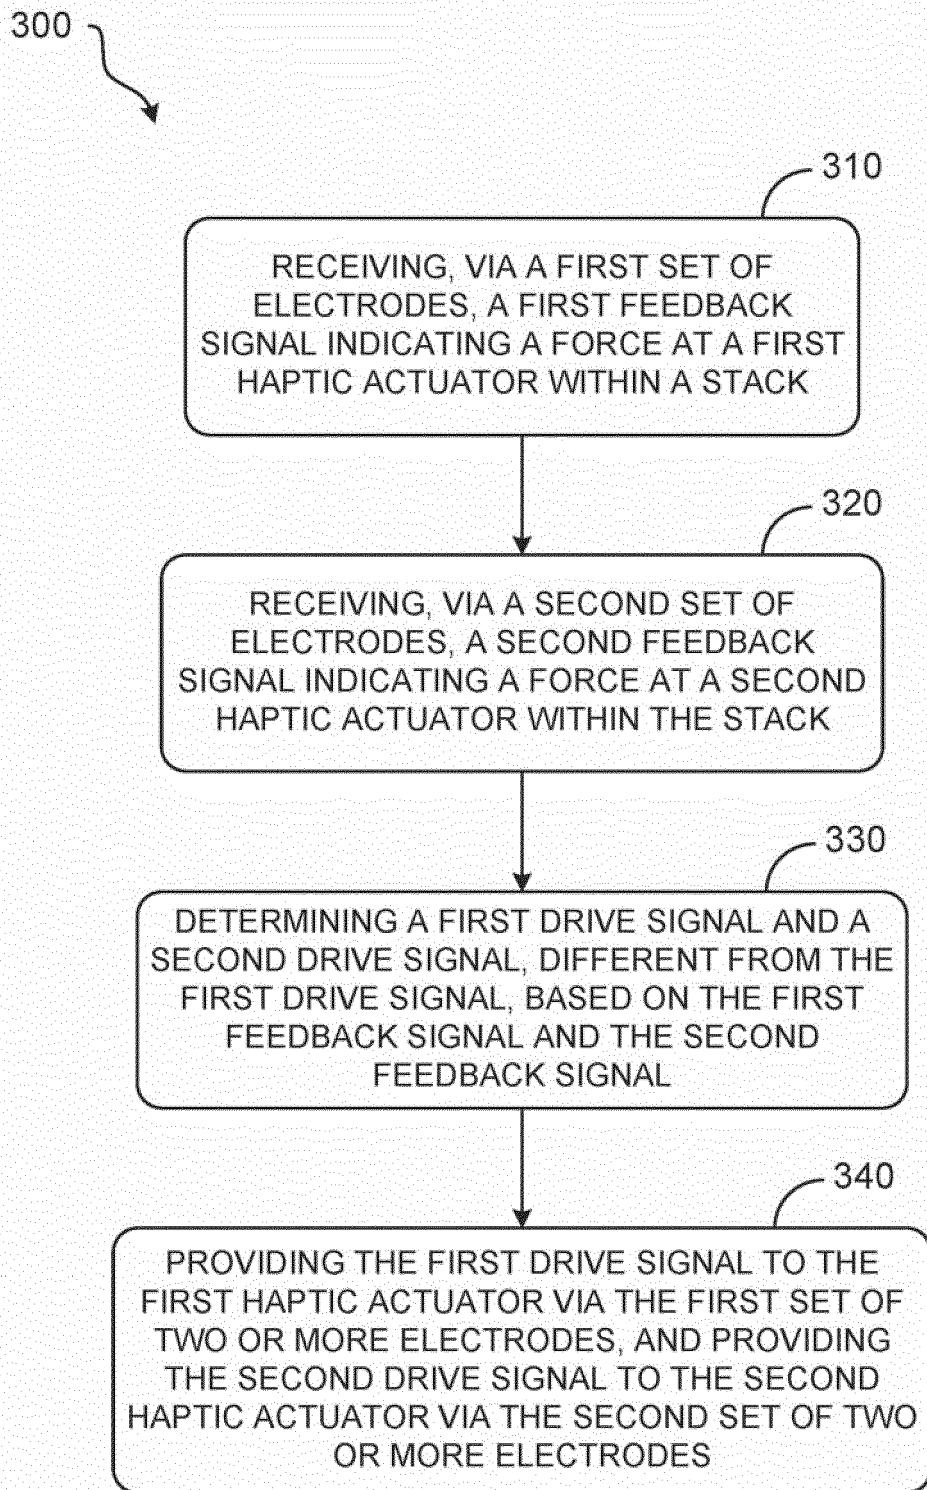 300
310
RECEIVING, VIA A FIRST SET OF
ELECTRODES, A FIRST FEEDBACK
SIGNAL INDICATING A FORCE AT A FIRST
HAPTIC ACTUATOR WITHIN A STACK
320
RECEIVING, VIA A SECOND SET OF
ELECTRODES, A SECOND FEEDBACK
SIGNAL INDICATING A FORCE AT A SECOND
HAPTIC ACTUATOR WITHIN THE STACK
330
DETERMINING A FIRST DRIVE SIGNAL AND A
SECOND DRIVE SIGNAL, DIFFERENT FROM THE
FIRST DRIVE SIGNAL, BASED ON THE FIRST
FEEDBACK SIGNAL AND THE SECOND
FEEDBACK SIGNAL
340
PROVIDING THE FIRST DRIVE SIGNAL TO THE
FIRST HAPTIC ACTUATOR VIA THE FIRST SET OF
TWO OR MORE ELECTRODES, AND PROVIDING
THE SECOND DRIVE SIGNAL TO THE SECOND
HAPTIC ACTUATOR VIA THE SECOND SET OF TWO
OR MORE ELECTRODES